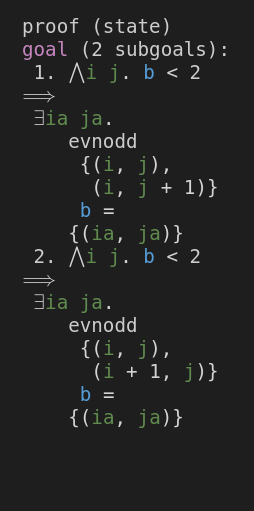 proof (state)
goal (2 subgoals):
 1. ⋀i j. b < 2
⟹
 ∃ia ja.
    evnodd
     {(i, j),
      (i, j + 1)}
     b =
    {(ia, ja)}
 2. ⋀i j. b < 2
⟹
 ∃ia ja.
    evnodd
     {(i, j),
      (i + 1, j)}
     b =
    {(ia, ja)}